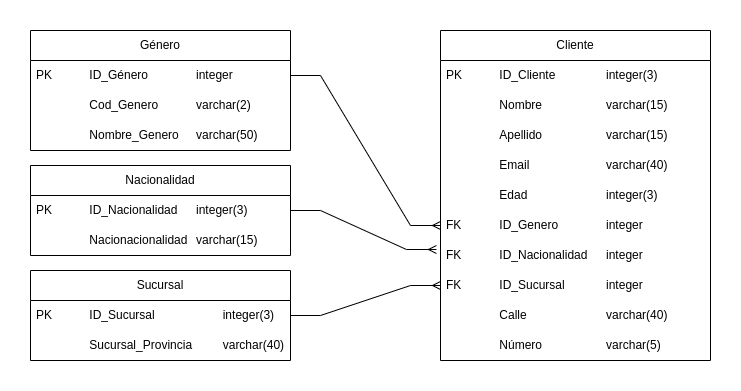 Género
PK ID_Género integer
Cod_Genero varchar(2)
Nombre_Genero varchar(50)
Nacionalidad
PK ID_Nacionalidad integer(3)
Nacionacionalidad varchar(15)
Sucursal
PK ID_Sucursal integer(3)
Sucursal_Provincia varchar(40)
Cliente
PK ID_Cliente integer(3)
Nombre varchar(15)
Apellido varchar(15)
Email varchar(40)
Edad integer(3)
FK ID_Genero integer
FK ID_Nacionalidad integer
FK ID_Sucursal integer
Calle varchar(40)
Número varchar(5)